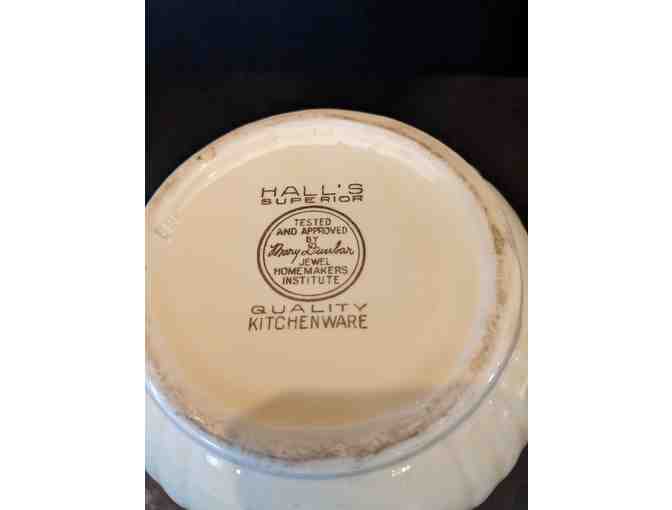 HALL'S
SUPERIOR
TESTED
AND APPROVED
BY
Mary Dunbar
JEWEL
HOMEMAKERS
INSTITUTE
QUALITY
KITCHENWARE